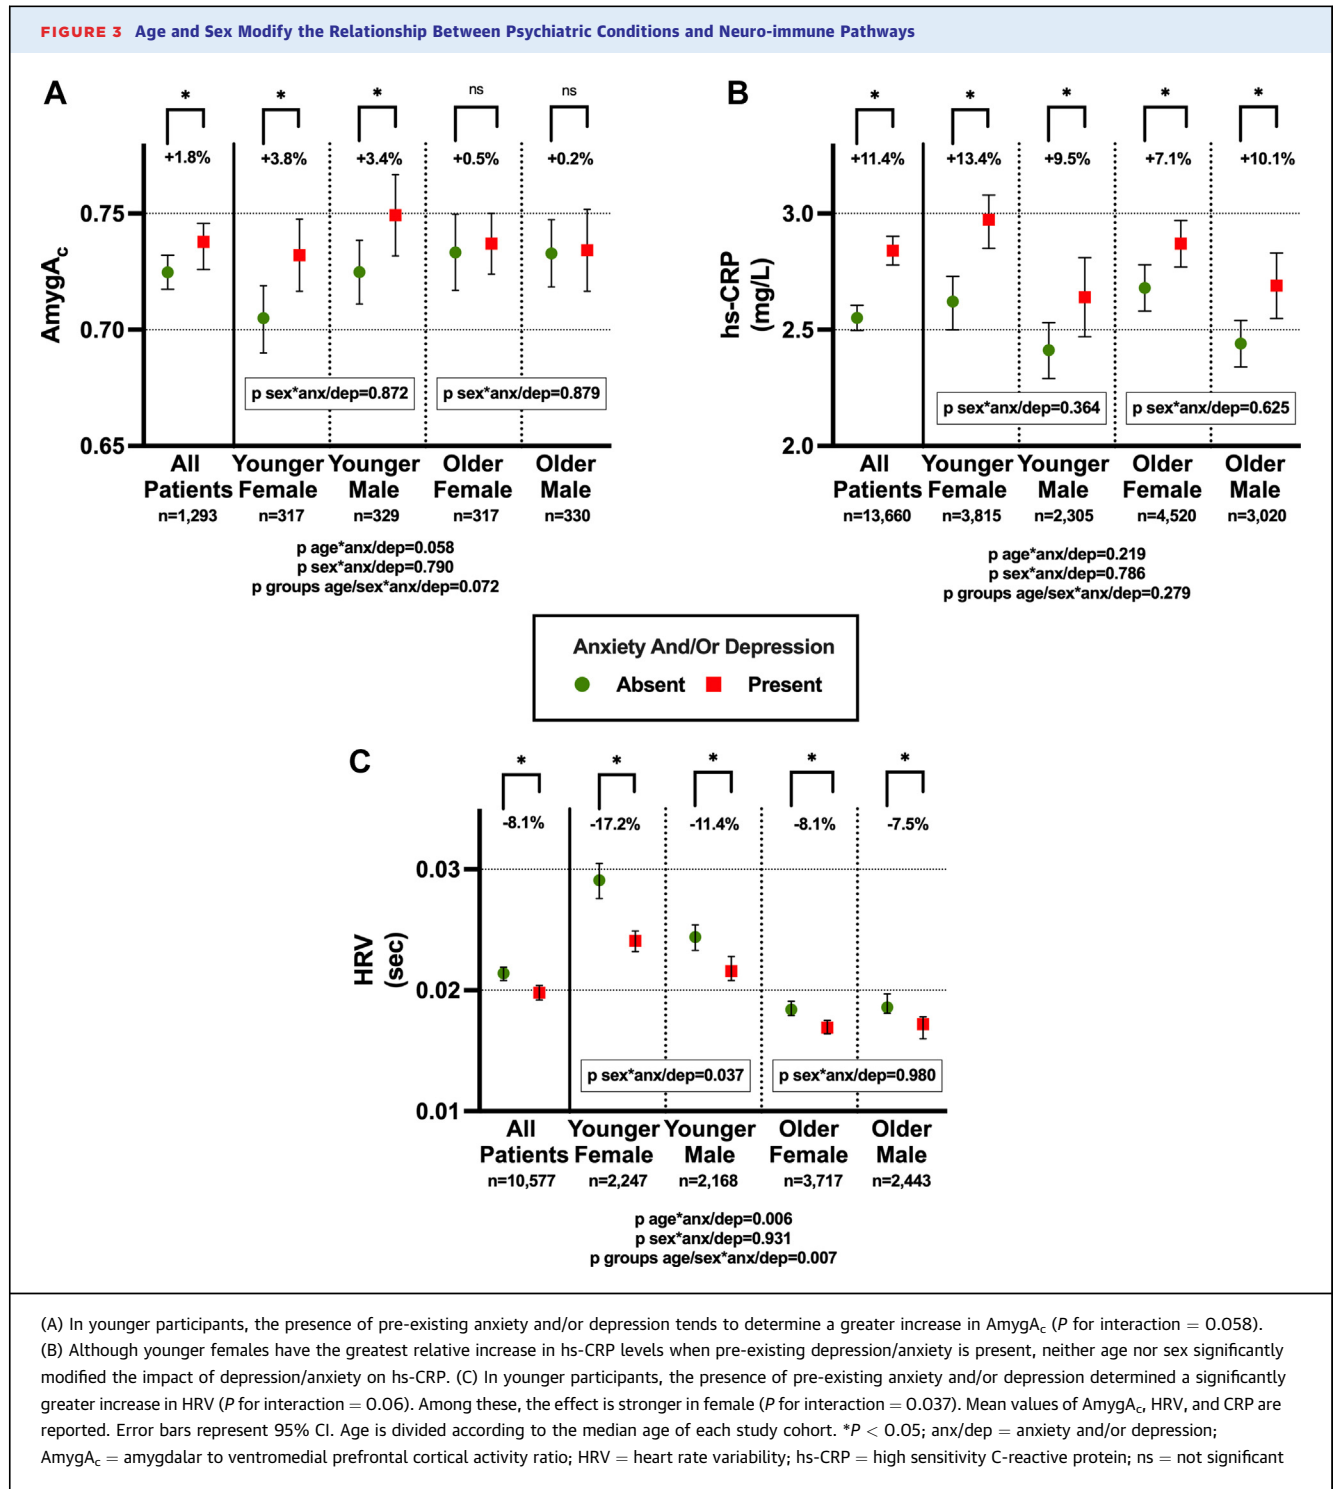 FIGURE 3 Age and Sex Modify the Relationship Between Psychiatric Conditions and Neuro-immune Pathways
A
* * * ns ns
+1.8% +3.8% +3.4% +0.5% +0.2%
0.75
0.70
0.65
AmygAc
p sex*anx/dep=0.872 p sex*anx/dep=0.879
All Younger Younger Older Older
Patients Female Male Female Male
n=1,293 n=317 n=329 n=317 n=330
p age*anx/dep=0.058
p sex*anx/dep=0.790
p groups age/sex*anx/dep=0.072
B
* * * * *
+11.4% +13.4% +9.5% +7.1% +10.1%
3.0
2.5
2.0
hs-CRP
(mg/L)
p sex*anx/dep=0.364 p sex*anx/dep=0.625
All Younger Younger Older Older
Patients Female Male Female Male
n=13,660 n=3,815 n=2,305 n=4,520 n=3,020
p age*anx/dep=0.219
p sex*anx/dep=0.786
p groups age/sex*anx/dep=0.279
Anxiety And/Or Depression
Absent Present
C
* * * * *
-8.1% -17.2% -11.4% -8.1% -7.5%
0.03
0.02
0.01
HRV
(sec)
p sex*anx/dep=0.037 p sex*anx/dep=0.980
All Younger Younger Older Older
Patients Female Male Female Male
n=10,577 n=2,247 n=2,168 n=3,717 n=2,443
p age*anx/dep=0.006
p sex*anx/dep=0.931
p groups age/sex*anx/dep=0.007
(A) In younger participants, the presence of pre-existing anxiety and/or depression tends to determine a greater increase in AmygAc (P for interaction = 0.058).
(B) Although younger females have the greatest relative increase in hs-CRP levels when pre-existing depression/anxiety is present, neither age nor sex significantly
modified the impact of depression/anxiety on hs-CRP. (C) In younger participants, the presence of pre-existing anxiety and/or depression determined a significantly
greater increase in HRV (P for interaction = 0.06). Among these, the effect is stronger in female (P for interaction = 0.037). Mean values of AmygAc, HRV, and CRP are
reported. Error bars represent 95% CI. Age is divided according to the median age of each study cohort. *P < 0.05; anx/dep = anxiety and/or depression;
AmygAc = amygdalar to ventromedial prefrontal cortical activity ratio; HRV = heart rate variability; hs-CRP = high sensitivity C-reactive protein; ns = not significant